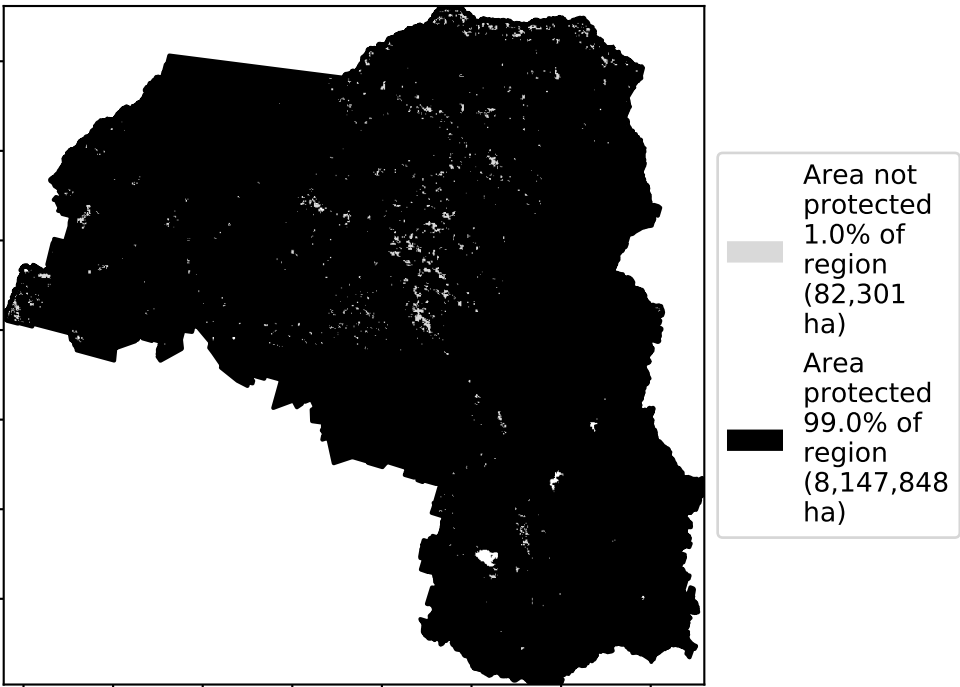 Area not
protected
1.0% of
region
(82,301
ha)
Area
protected
99.0% of
region
(8,147,848
ha)